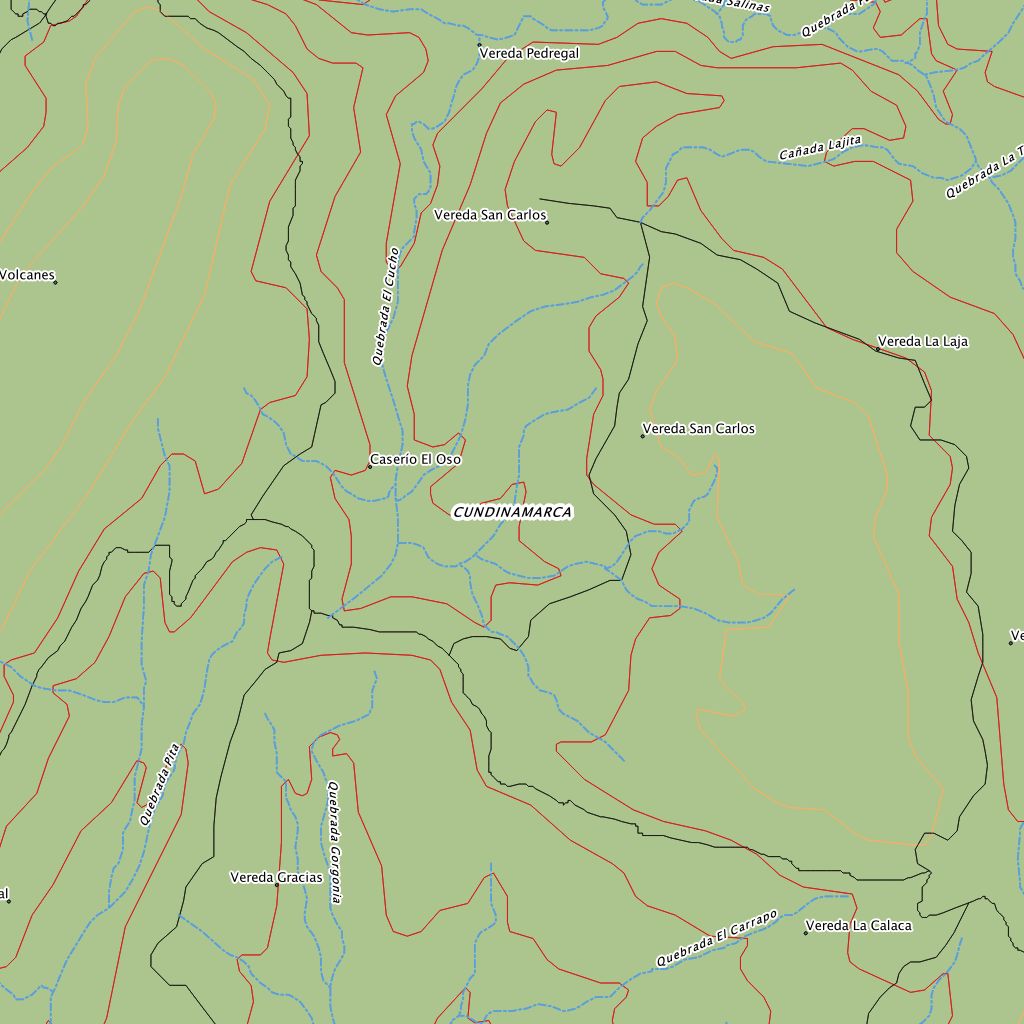 Salinas
Quebrada
Vereda Pedregal
Cañada Lajita
Quebrada La
Vereda San Carlos
Volcanes
Quebrada El Cucho
Vereda La Laja
Vereda San Carlos
Caserío El Oso
CUNDINAMARCA
Quebrada Pita
Quebrada Gorgonia
Vereda Gracias
Vereda La Calaca
Quebrada El Carrapo